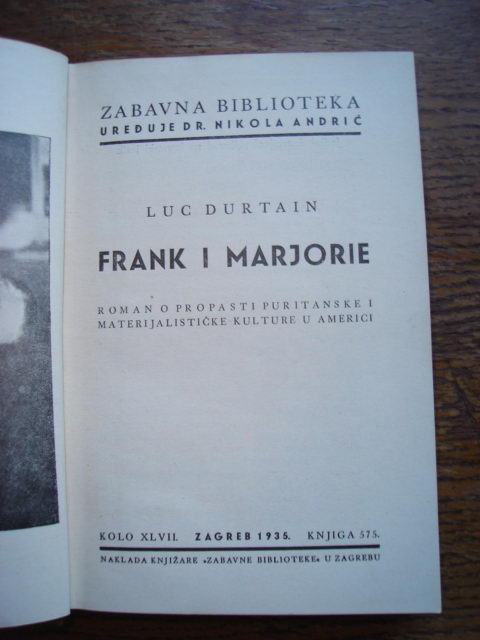 ZABAVNA BIBLIOTEKA
UREĐUJE DR. NIKOLA ANDRIĆ
LUC DURTAIN
FRANK I MARJORIE
ROMAN O PROPASTI PURITANSKE I
MATERIJALISTIČKE KULTURE U AMERICI
KOLO XLVII. ZAGREB 1935. KNJIGA 575.
NAKLADA KNJIŽARE »ZABAVNE BIBLIOTEKE« U ZAGREBU